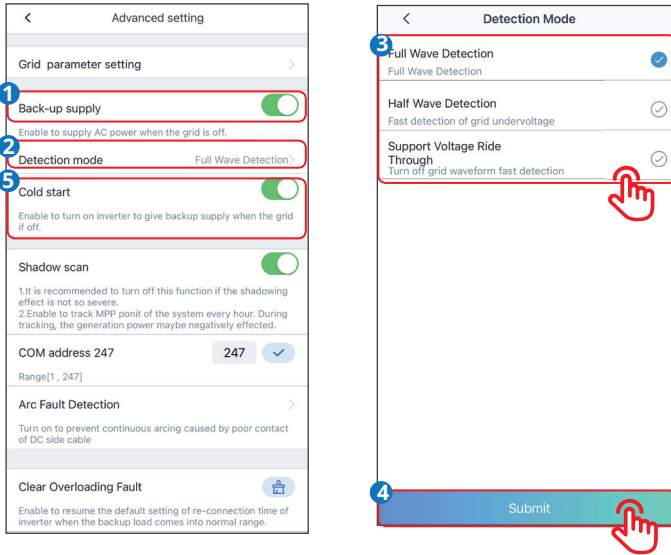 Advanced setting
Grid parameter setting
1
Back-up supply
Enable to supply AC power when the grid is off.
2
Detection mode
Full Wave Detection
5
Cold start
Enable to turn on inverter to give backup supply when the grid
if off.
Shadow scan
1.It is recommended to turn off this function if the shadowing
effect is not so severe.
2.Enable to track MPP ponit of the system every hour. During
tracking, the generation power maybe negatively effected.
COM address 247
247
Range[1 , 247]
Arc Fault Detection
Turn on to prevent continuous arcing caused by poor contact
of DC side cable
Clear Overloading Fault
Enable to resume the default setting of re-connection time of
inverter when the backup load comes into normal range.
Detection Mode
3
Full Wave Detection
Full Wave Detection
Half Wave Detection
Fast detection of grid undervoltage
Support Voltage Ride
Through
Turn off grid waveform fast detection
4
Submit